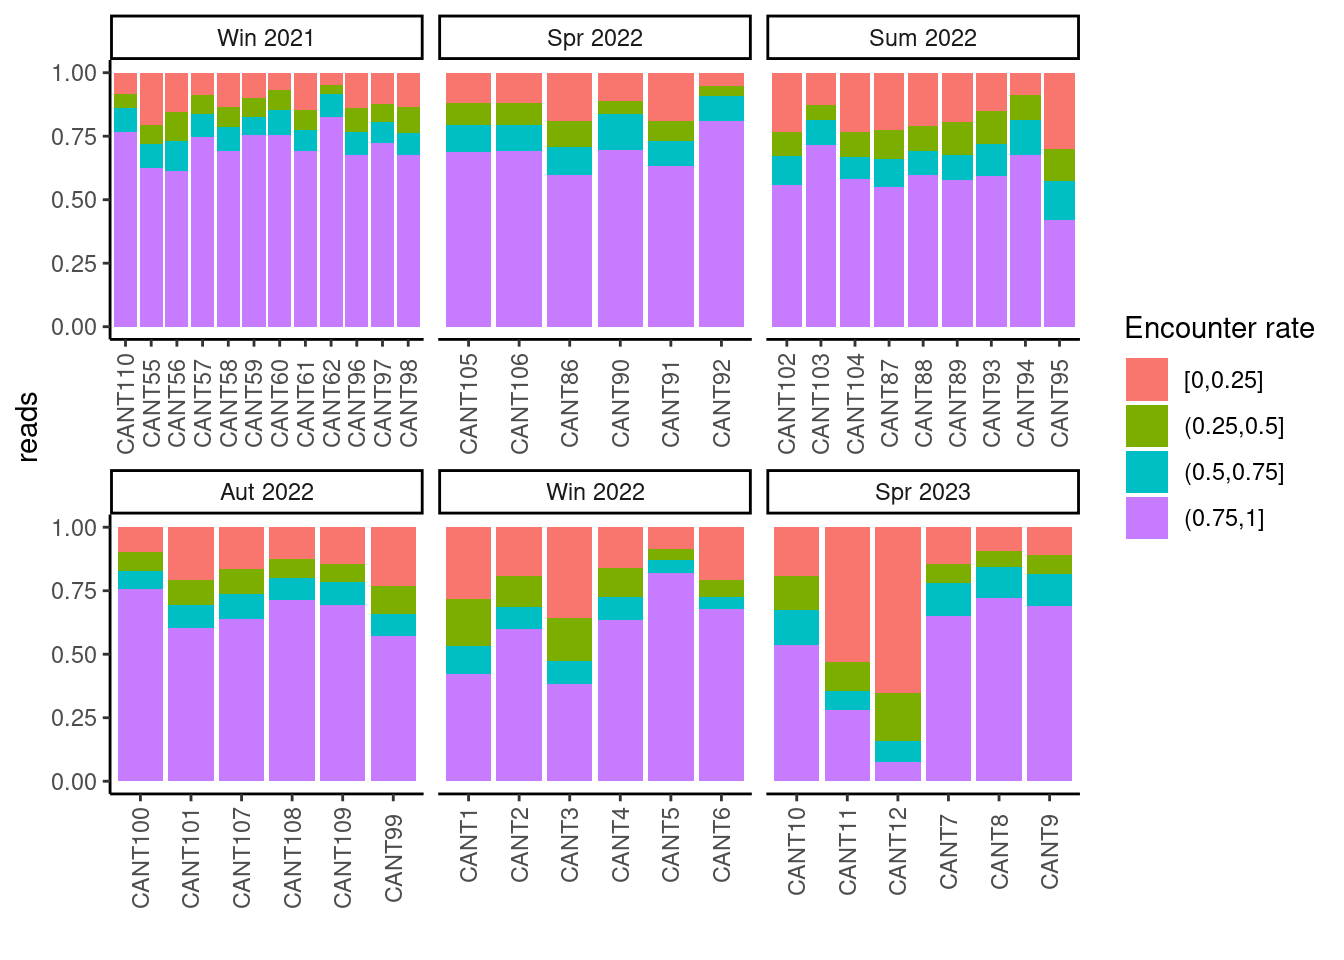 Win 2021
Spr 2022
Sum 2022
1.00
0.75
0.50
0.25
0.00
CANT110
CANT55
CANT56
CANT57
CANT58
CANT59
CANT60
CANT61
CANT62
CANT96
CANT97
CANT98
CANT105
CANT106
CANT86
CANT90
CANT91
CANT92
CANT102
CANT103
CANT104
CANT87
CANT88
CANT89
CANT93
CANT94
CANT95
reads
Aut 2022
Win 2022
Spr 2023
1.00
0.75
0.50
0.25
0.00
CANT100
CANT101
CANT107
CANT108
CANT109
CANT99
CANT1
CANT2
CANT3
CANT4
CANT5
CANT6
CANT10
CANT11
CANT12
CANT7
CANT8
CANT9
Encounter rate
[0,0.25]
(0.25,0.5]
(0.5,0.75]
(0.75,1]